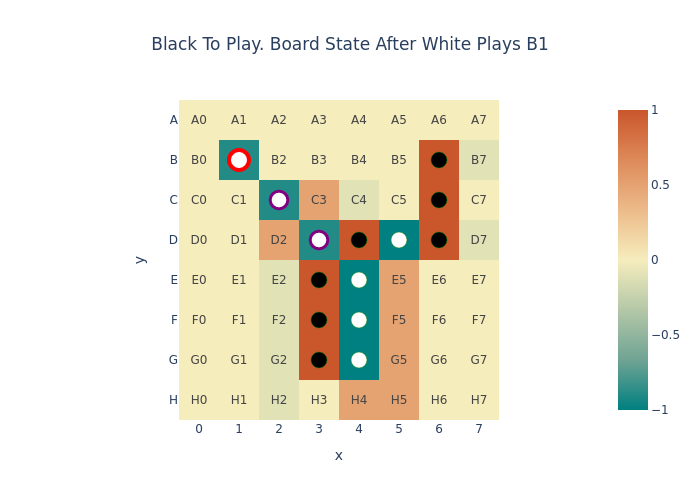 Black To Play. Board State After White Plays B1
A A0 A1 A2 A3 A4 A5 A6 A7 1
B B0 B2 B3 B4 B5 B7
C C0 C1 C3 C4 C5 C7 0.5
D D0 D1 D2 D7
y
E E0 E1 E2 E5 E6 E7 0
F F0 F1 F2 F5 F6 F7 −0.5
G G0 G1 G2 G5 G6 G7
H H0 H1 H2 H3 H4 H5 H6 H7 −1
0 1 2 3 4 5 6 7
x